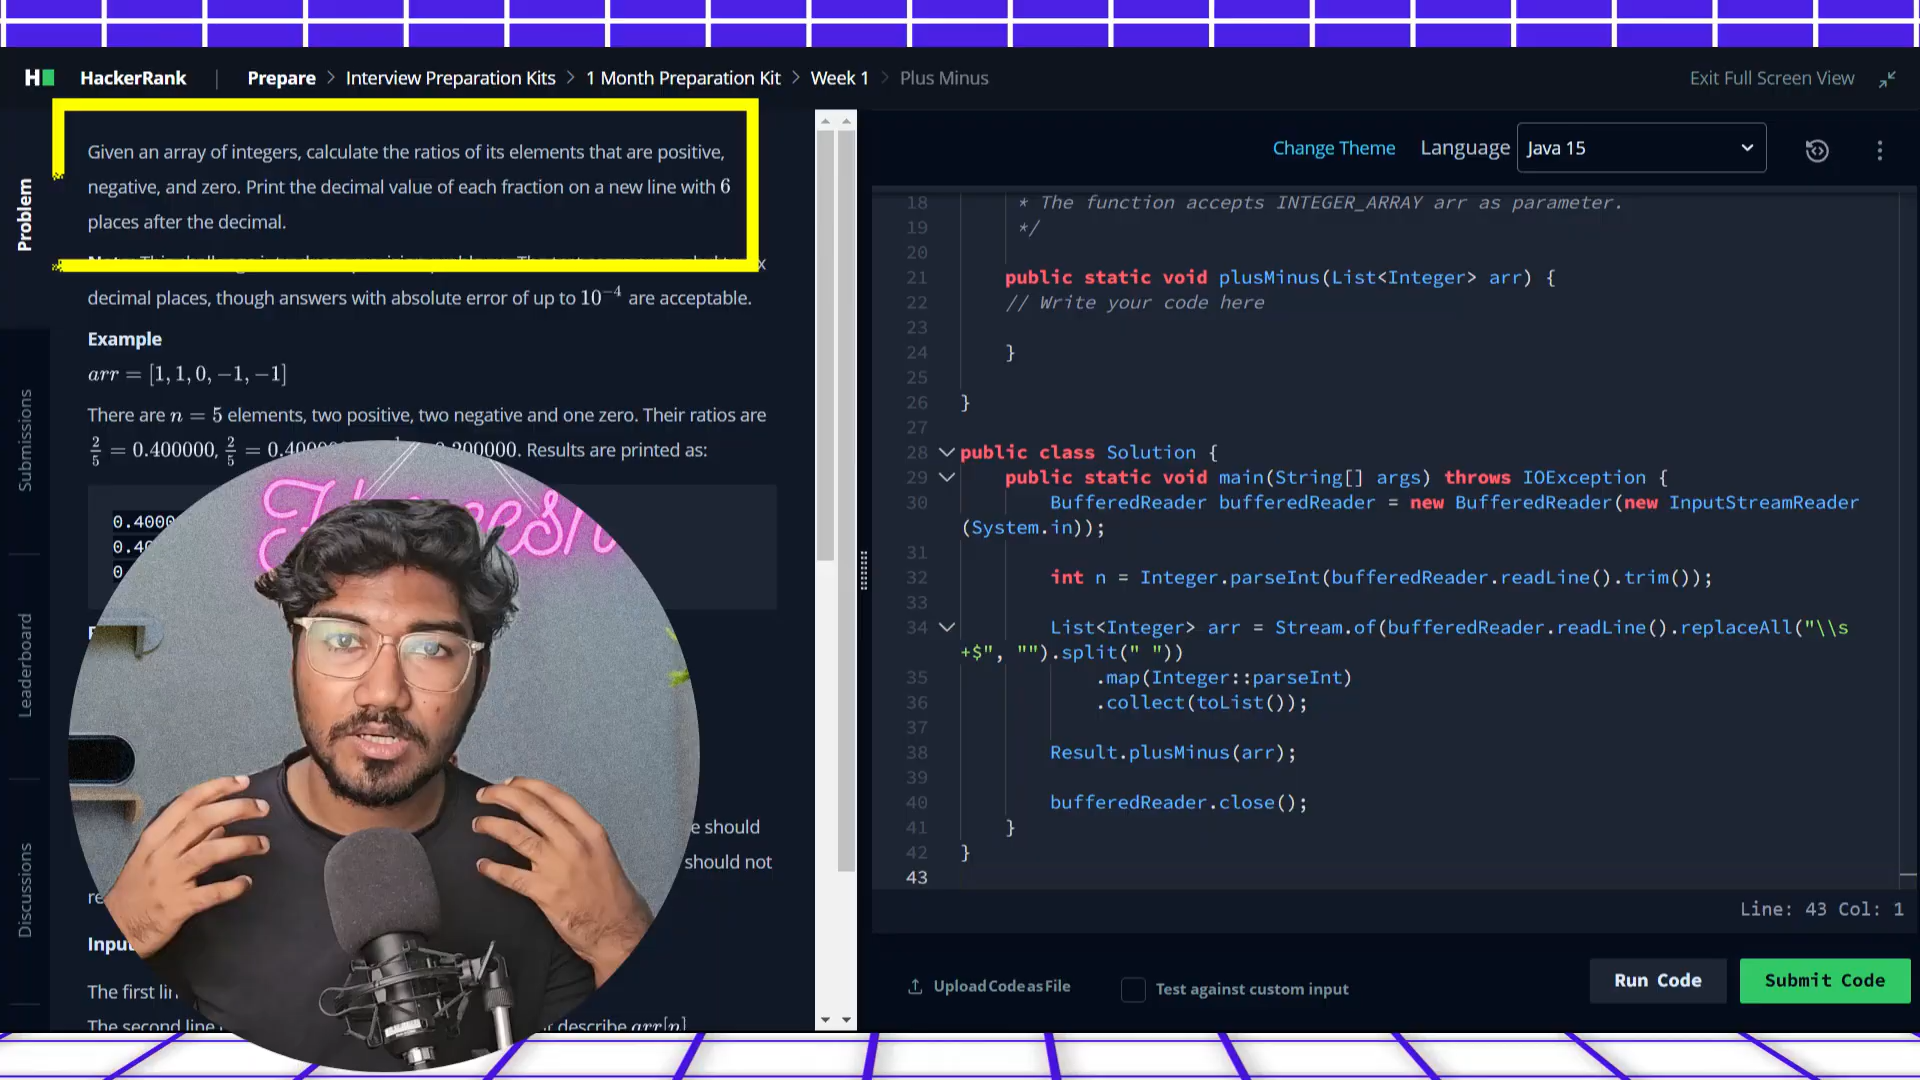 H HackerRank | Prepare > Interview Preparation Kits > 1 Month Preparation Kit > Week 1 > Plus Minus
Exit Full Screen View
Problem
Submissions
Leaderboard
Discussions
Given an array of integers, calculate the ratios of its elements that are positive,
negative, and zero. Print the decimal value of each fraction on a new line with 6
places after the decimal.
decimal places, though answers with absolute error of up to 10⁻⁴ are acceptable.
Example
arr = [1, 1, 0, −1, −1]
There are n = 5 elements, two positive, two negative and one zero. Their ratios are
2/5 = 0.400000, 2/5 = 0.4000 200000. Results are printed as:
0.4000
0.40
0
e should
should not
re
Inpu
The first lin
The second line describe arr[n]
Change Theme Language Java 15
18 * The function accepts INTEGER_ARRAY arr as parameter.
19 */
20
21 public static void plusMinus(List<Integer> arr) {
22 // Write your code here
23
24 }
25
26 }
27
28 public class Solution {
29 public static void main(String[] args) throws IOException {
30 BufferedReader bufferedReader = new BufferedReader(new InputStreamReader
(System.in));
31
32 int n = Integer.parseInt(bufferedReader.readLine().trim());
33
34 List<Integer> arr = Stream.of(bufferedReader.readLine().replaceAll("\\s
+$", "").split(" "))
35 .map(Integer::parseInt)
36 .collect(toList());
37
38 Result.plusMinus(arr);
39
40 bufferedReader.close();
41 }
42 }
43
Line: 43 Col: 1
Upload Code as File
Test against custom input
Run Code
Submit Code